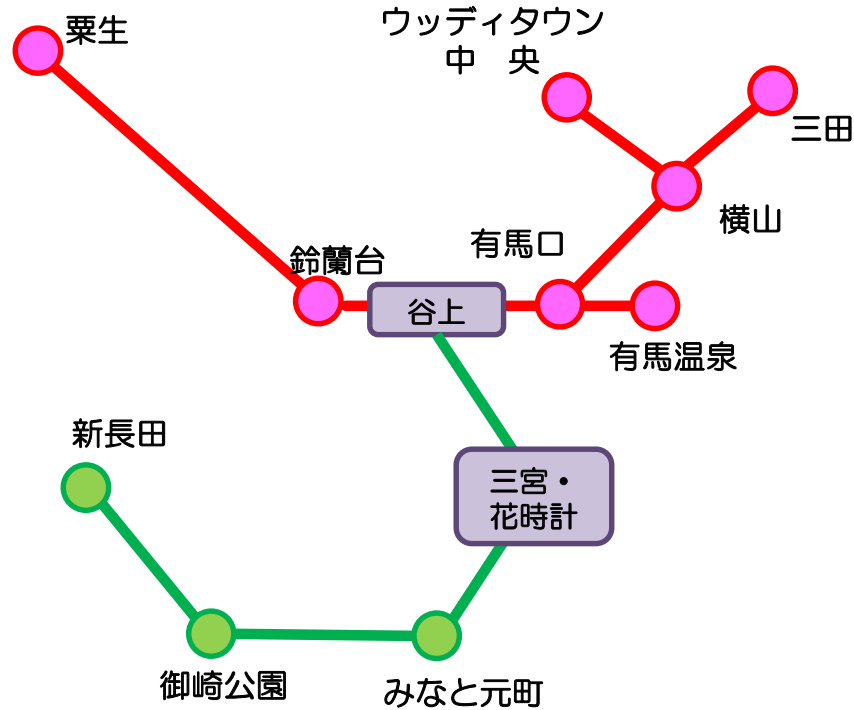 粟生
ウッディタウン
中　央
三田
横山
有馬口
鈴蘭台
谷上
有馬温泉
新長田
三宮・
花時計
御崎公園
みなと元町